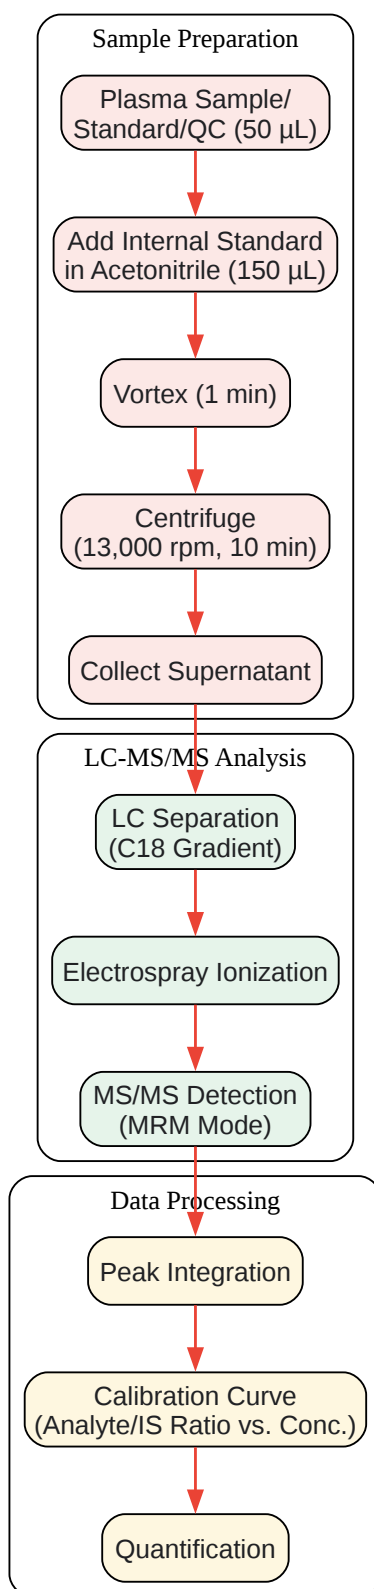 Sample Preparation
Plasma Sample/
Standard/QC (50 µL)
Add Internal Standard
in Acetonitrile (150 µL)
Vortex (1 min)
Centrifuge
(13,000 rpm, 10 min)
Collect Supernatant
LC-MS/MS Analysis
LC Separation
(C18 Gradient)
Electrospray Ionization
MS/MS Detection
(MRM Mode)
Data Processing
Peak Integration
Calibration Curve
(Analyte/IS Ratio vs. Conc.)
Quantification